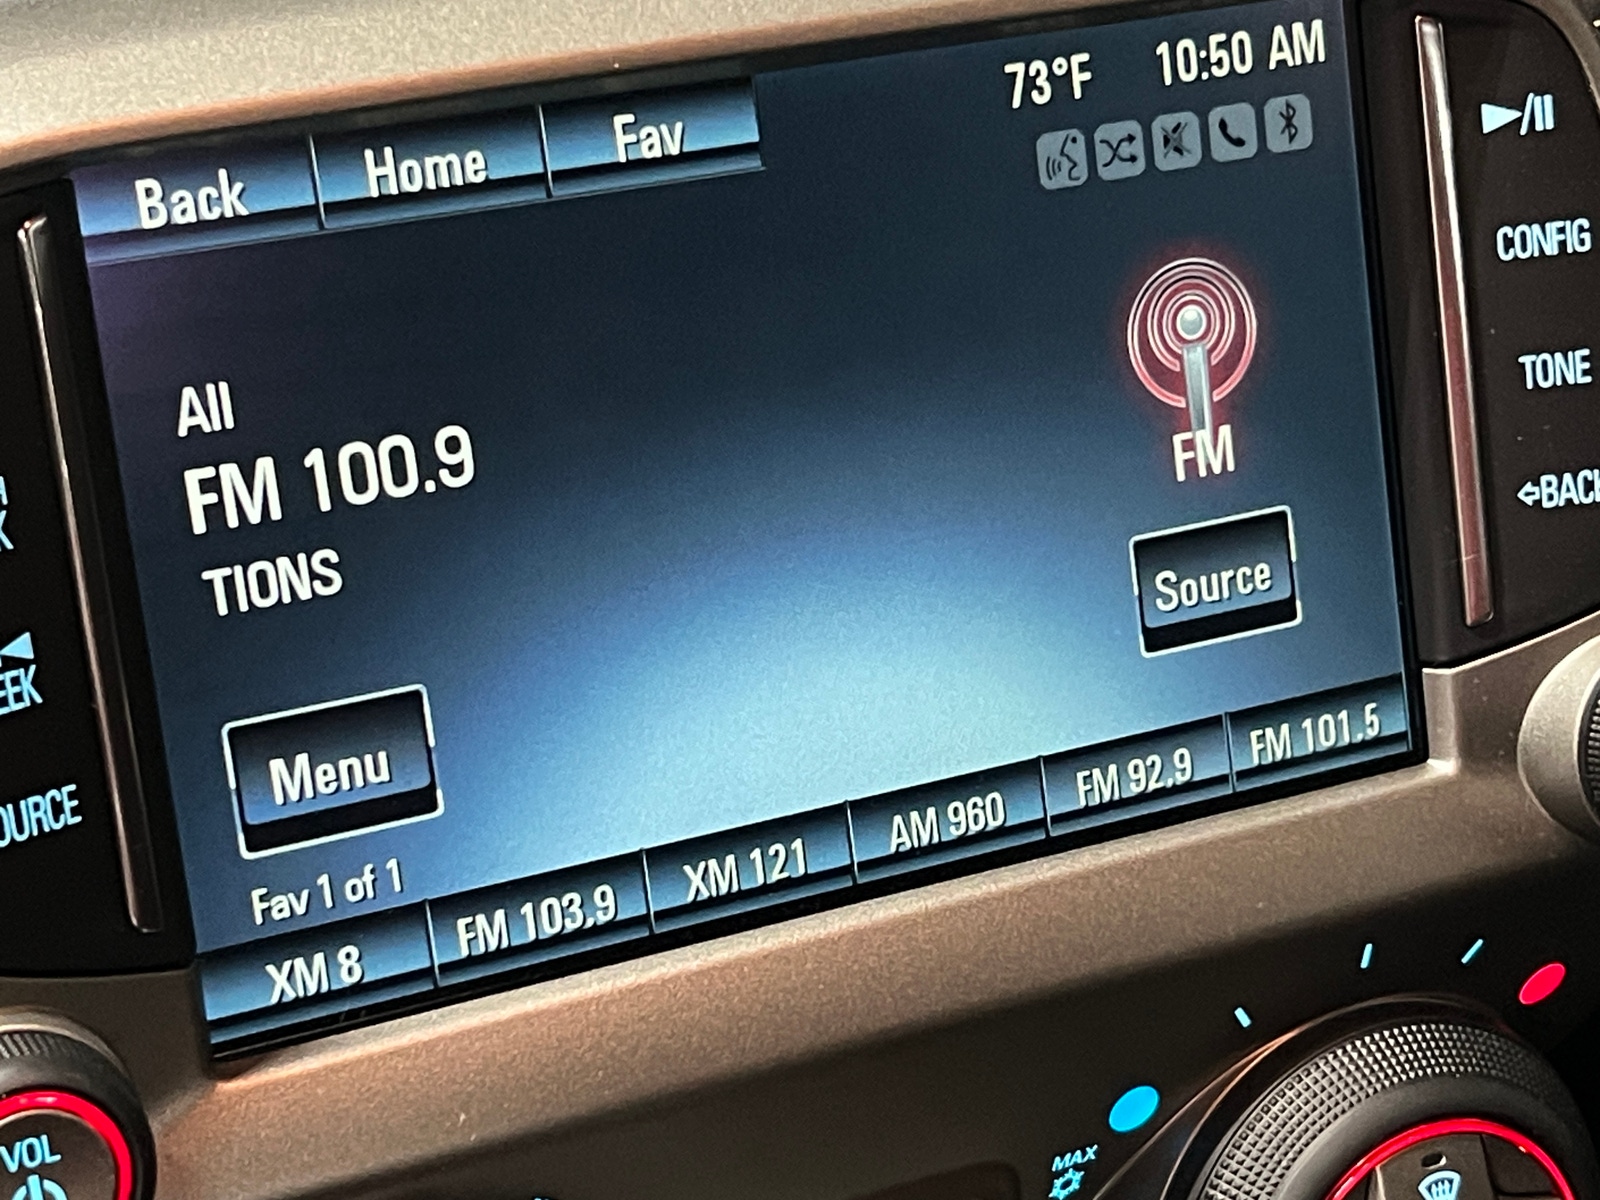 73°F 10:50 AM
Back Home Fav
All
FM 100.9
TIONS
FM
Source
Menu
Fav 1 of 1
XM 8 FM 103.9 XM 121 AM 960 FM 92.9 FM 101.5
CONFIG
TONE
BACK
VOL
MAX